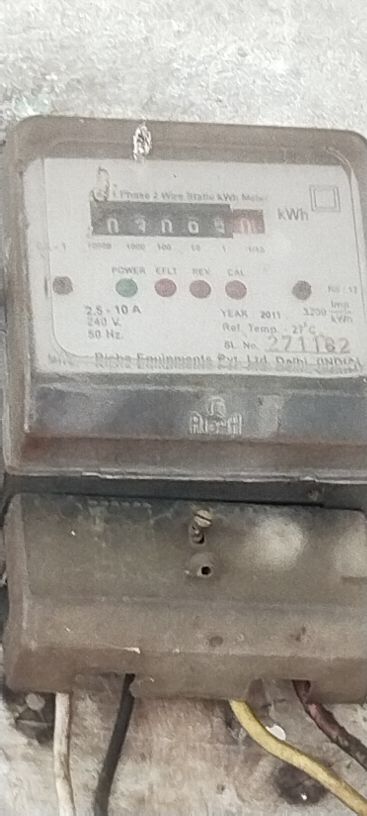 1 Phase 2 Wire Static kWh Meter
kWh
10000 1000 100 10 1 1/10
POWER E/LT REV. CAL
2.5 - 10 A YEAR 2011 3200 imp/kWh
240 V. Ref. Temp. - 27°C
50 Hz. SL No. 271162
Richa Equipments Pvt. Ltd. Delhi (INDIA)